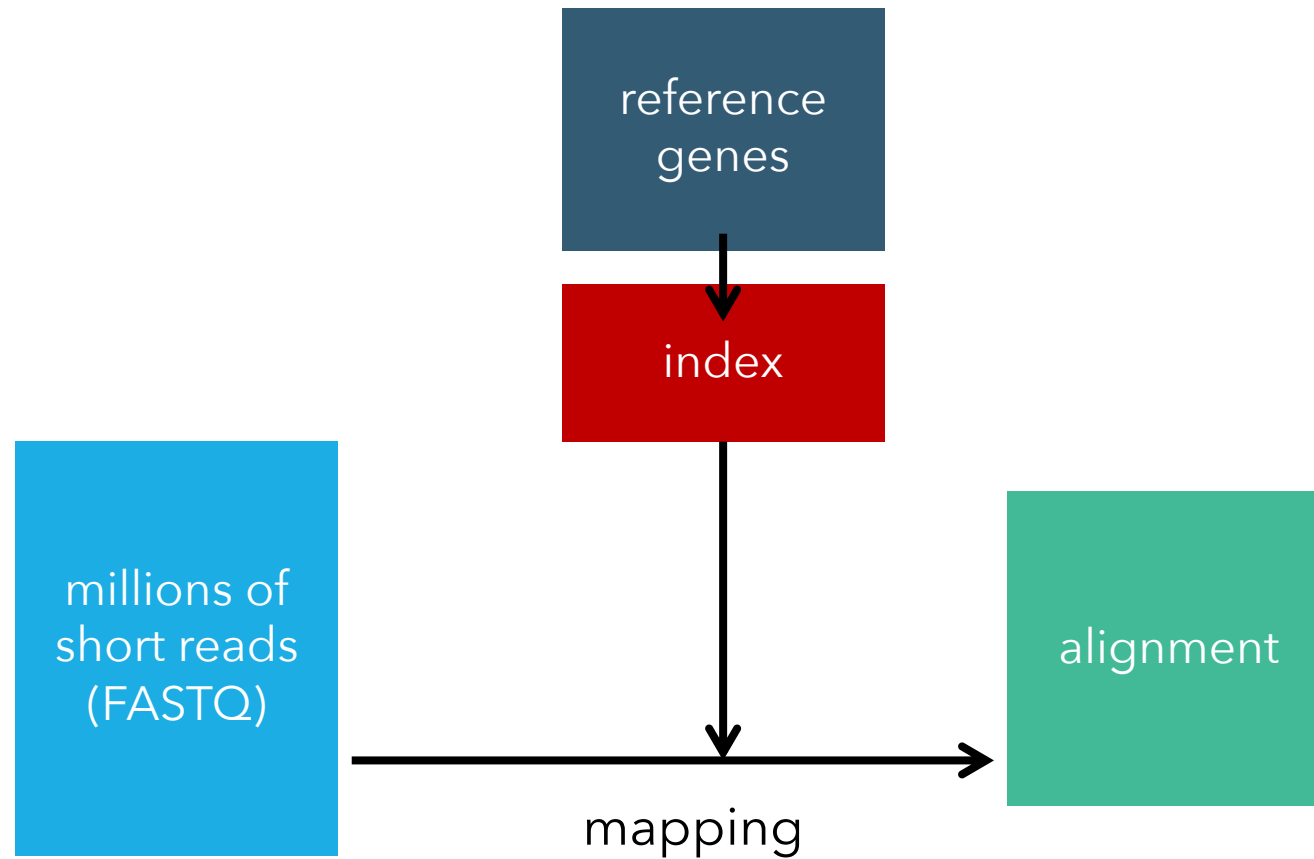 reference
genes
index
millions of
short reads
(FASTQ)
alignment
mapping